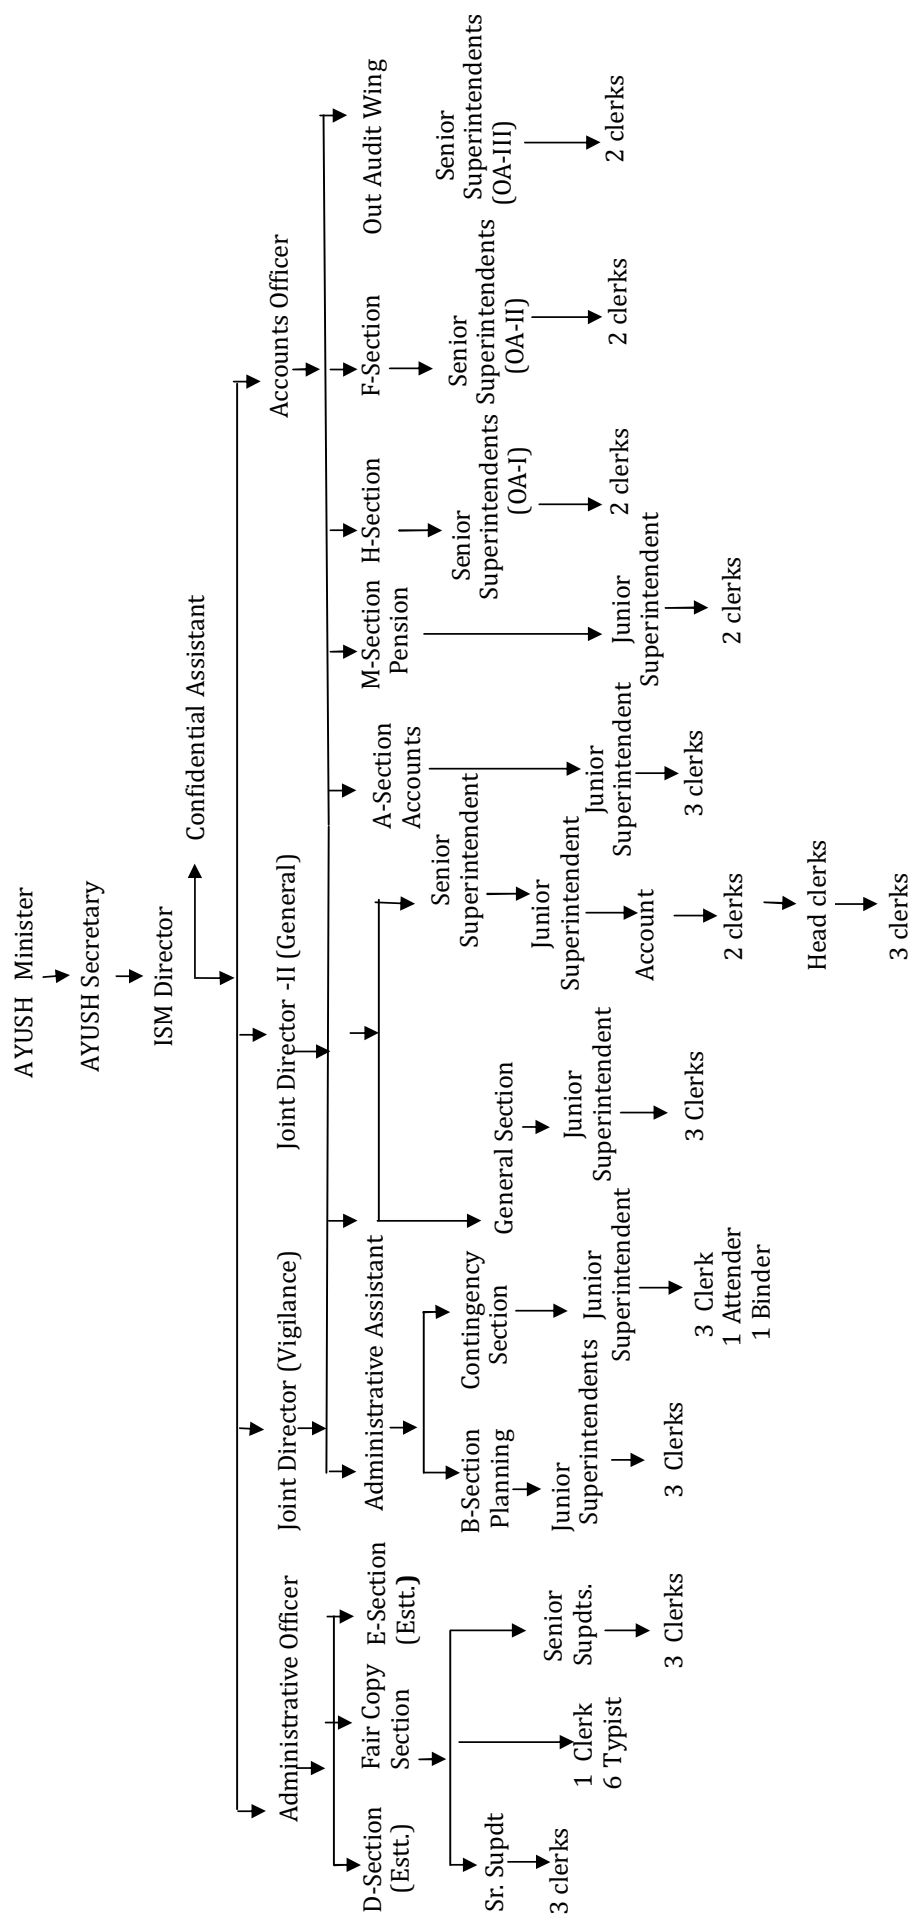 AYUSH  Minister
AYUSH Secretary
ISM Director
Confidential Assistant
Administrative Officer
Joint Director (Vigilance)
Joint Director -II (General)
Accounts Officer
D-Section
(Estt.)
Fair Copy
Section
E-Section
(Estt.)
Administrative Assistant
A-Section
Accounts
M-Section
Pension
H-Section
F-Section
Out Audit Wing
Sr. Supdt
3 clerks
1  Clerk
6 Typist
Senior
Supdts.
3  Clerks
B-Section
Planning
Junior
Superintendents
3  Clerks
Contingency
Section
Junior
Superintendent
3  Clerk
1 Attender
1 Binder
General Section
Junior
Superintendent
3 Clerks
Senior
Superintendent
Junior
Superintendent
Account
2 clerks
Head clerks
3 clerks
Junior
Superintendent
3 clerks
Junior
Superintendent
2 clerks
Senior
Superintendents
(OA-I)
2 clerks
Senior
Superintendents
(OA-II)
2 clerks
Senior
Superintendents
(OA-III)
2 clerks